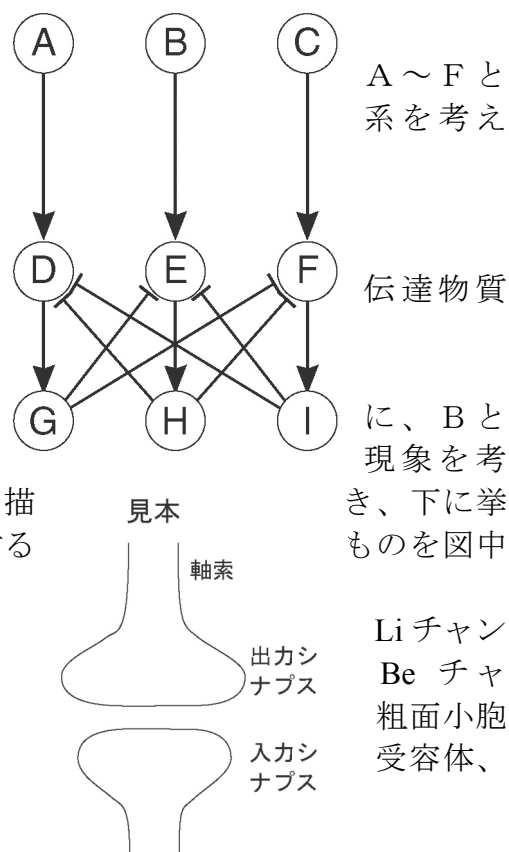 A B C
A～Fと
系を考え
D E F
伝達物質
G H I
に、Bと
現象を考
描
き、下に挙
する
ものを図中
見本
軸索
Liチャン
出力シ
ナプス
Be チャ
粗面小胞
入力シ
ナプス
受容体、